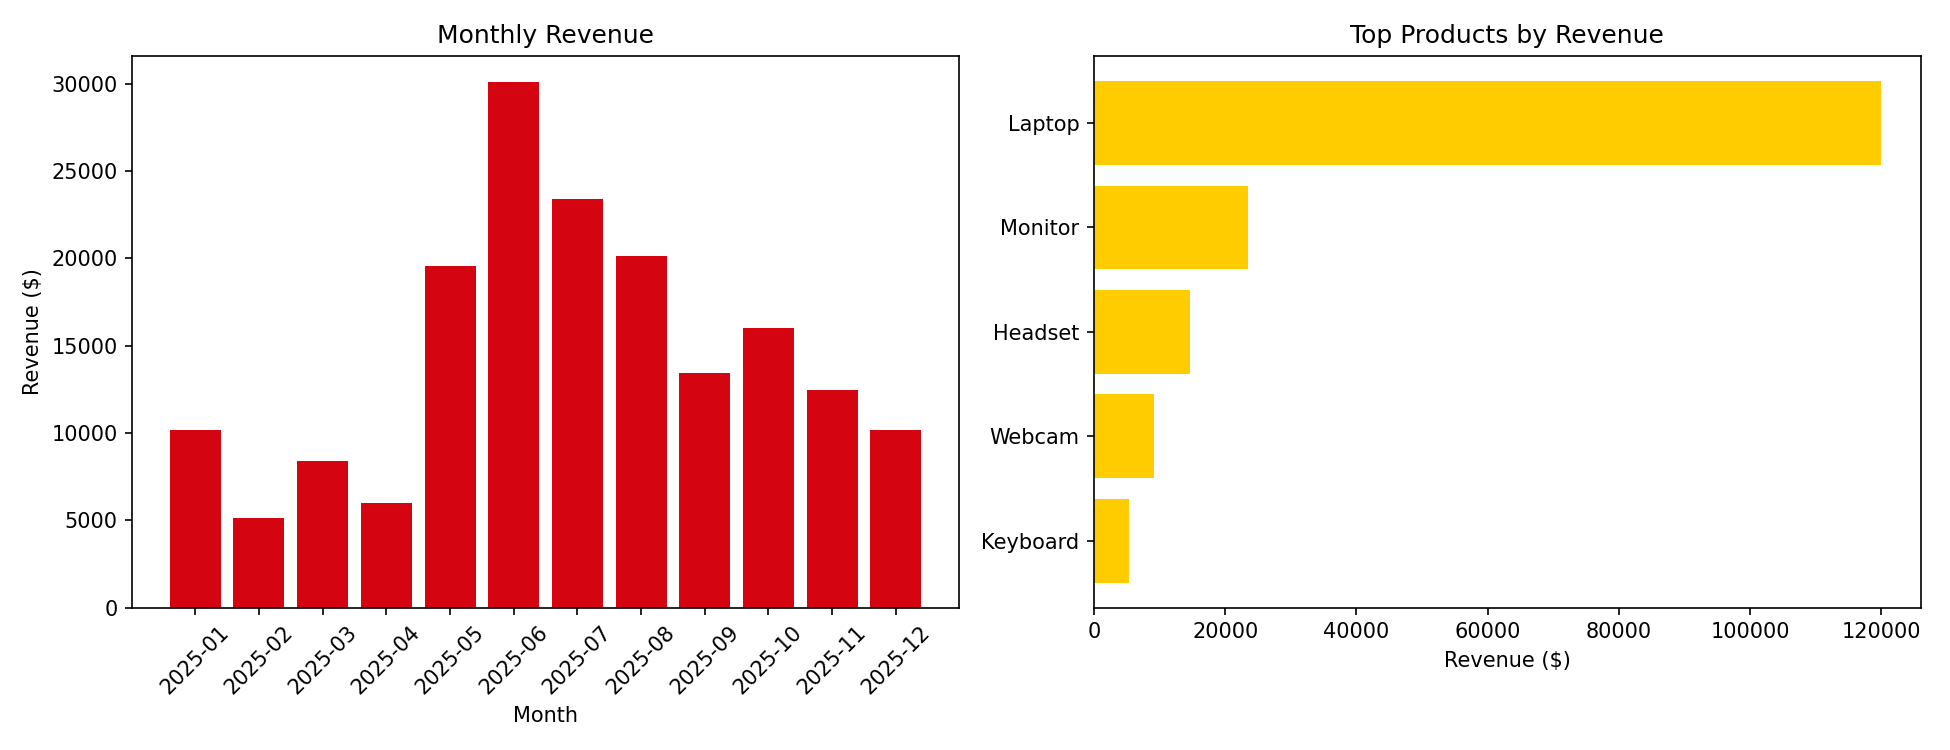 Monthly Revenue
Revenue ($)
30000
25000
20000
15000
10000
5000
0
2025-01 2025-02 2025-03 2025-04 2025-05 2025-06 2025-07 2025-08 2025-09 2025-10 2025-11 2025-12
Month
Top Products by Revenue
Laptop
Monitor
Headset
Webcam
Keyboard
0 20000 40000 60000 80000 100000 120000
Revenue ($)